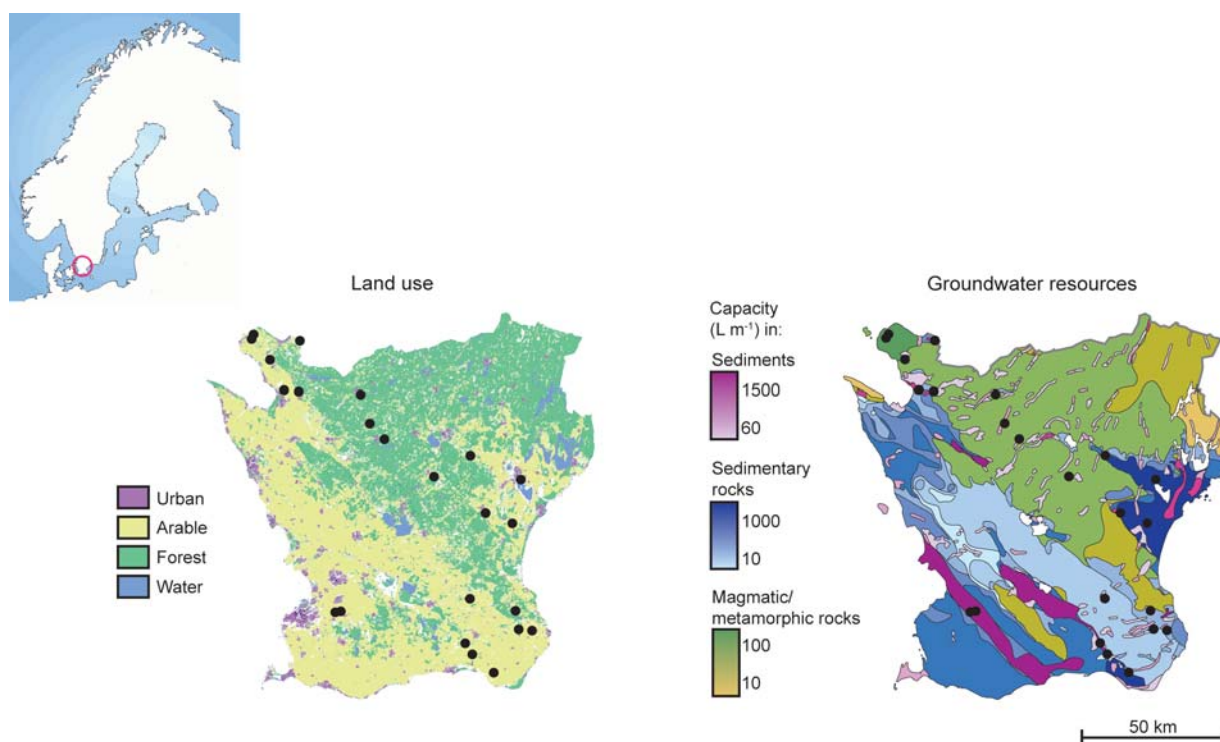 Land use
Urban
Arable
Forest
Water
Groundwater resources
Capacity
(L m⁻¹) in:
Sediments
1500
60
Sedimentary
rocks
1000
10
Magmatic/
metamorphic rocks
100
10
50 km